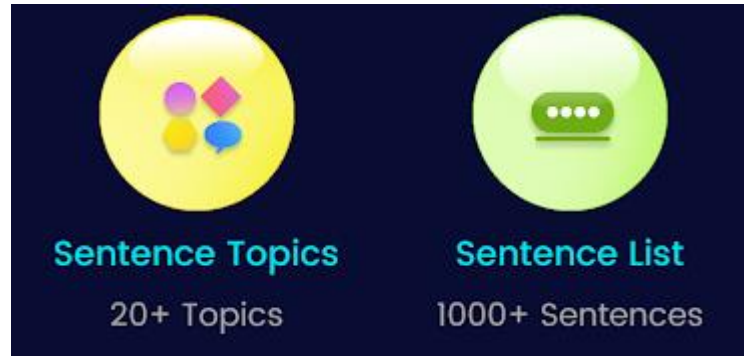 Sentence Topics
20+ Topics
Sentence List
1000+ Sentences